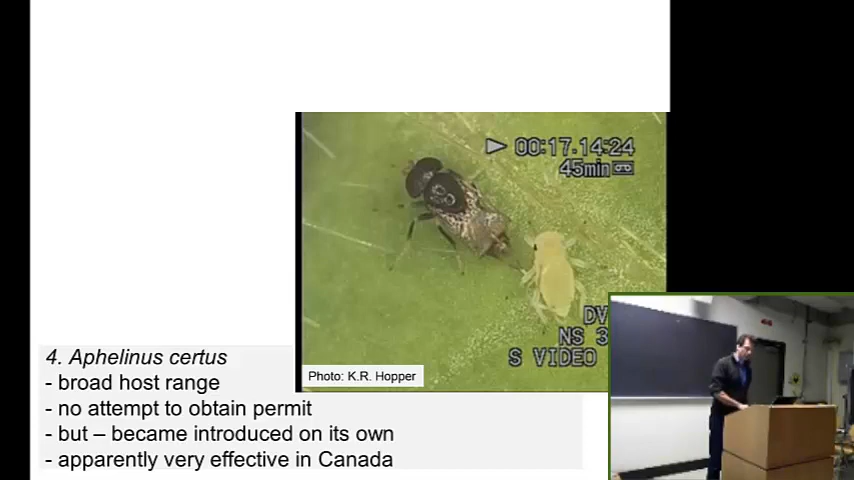 00:17.14:24
45min
DV
NS 3
S VIDEO
Photo: K.R. Hopper
4. Aphelinus certus
- broad host range
- no attempt to obtain permit
- but – became introduced on its own
- apparently very effective in Canada